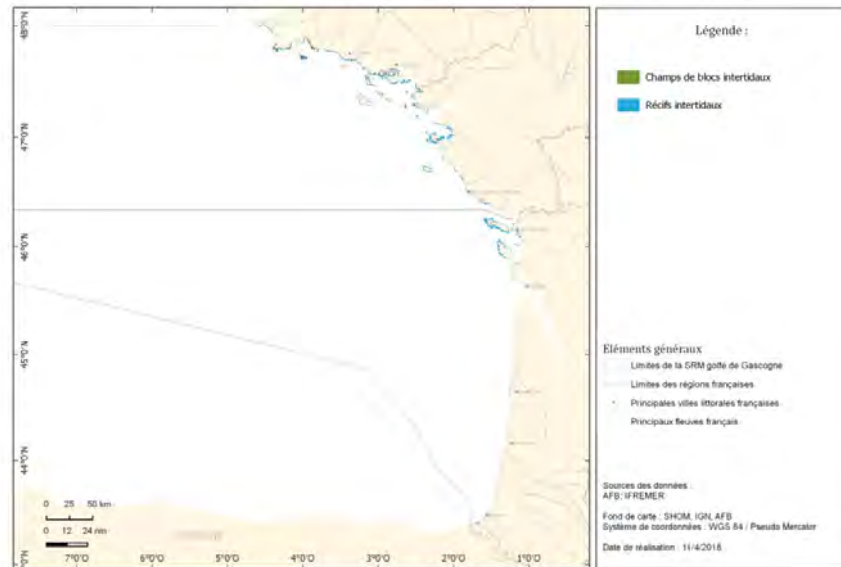 48°0'N
47°0'N
46°0'N
45°0'N
44°0'N
0 25 50 km
0 12 24 nm
7°0'O 6°0'O 5°0'O 4°0'O 3°0'O 2°0'O 1°0'O
Légende :
Champs de blocs intertidaux
Récifs intertidaux
Eléments généraux
Limites de la SRM golfe de Gascogne
Limites des régions françaises
Principales villes littorales françaises
Principaux fleuves français
Sources des données :
AFB, IFREMER
Fond de carte : SHOM, IGN, AFB
Système de coordonnées : WGS 84 / Pseudo Mercator
Date de réalisation : 11/4/2018